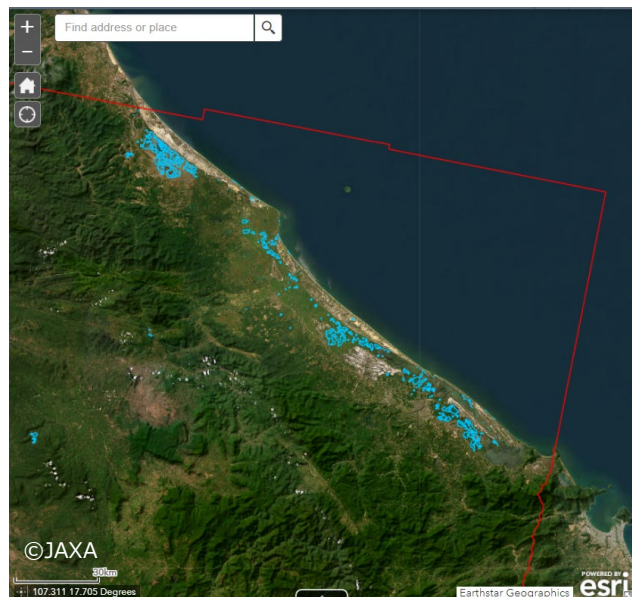 +
Find address or place
−
©JAXA
30km
107.311 17.705 Degrees
Earthstar Geographics
POWERED BY
esri